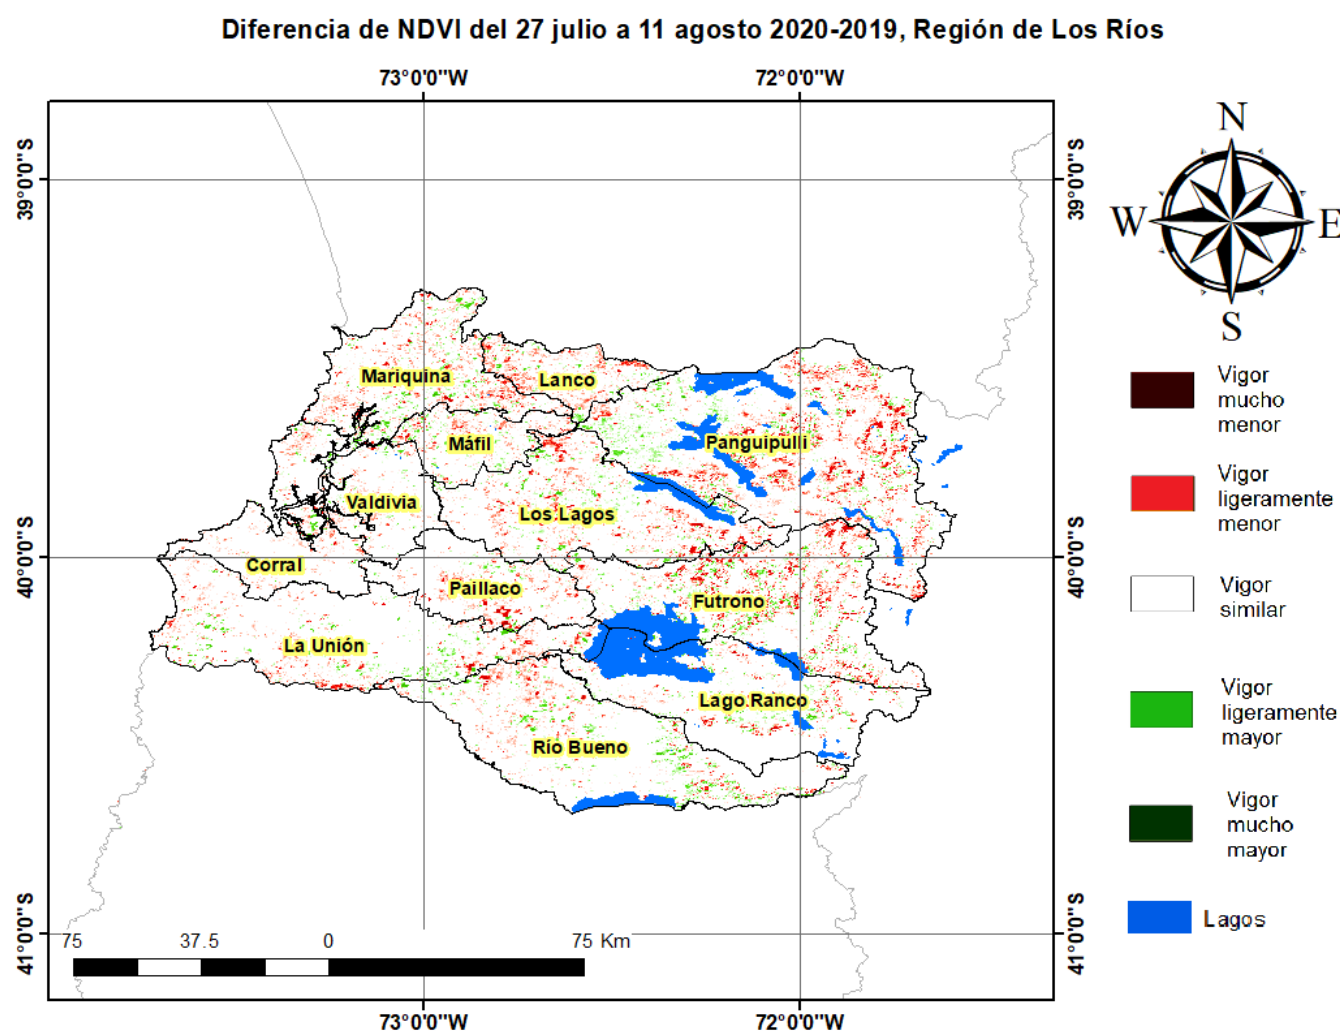 Diferencia de NDVI del 27 julio a 11 agosto 2020-2019, Región de Los Ríos
73°0'0"W
72°0'0"W
39°0'0"S
39°0'0"S
40°0'0"S
40°0'0"S
41°0'0"S
41°0'0"S
73°0'0"W
72°0'0"W
N
W
E
S
Mariquina
Lanco
Máfil
Panguipulli
Valdivia
Los Lagos
Corral
Paillaco
Futrono
La Unión
Lago Ranco
Río Bueno
75
37.5
0
75 Km
Vigor
mucho
menor
Vigor
ligeramente
menor
Vigor
similar
Vigor
ligeramente
mayor
Vigor
mucho
mayor
Lagos